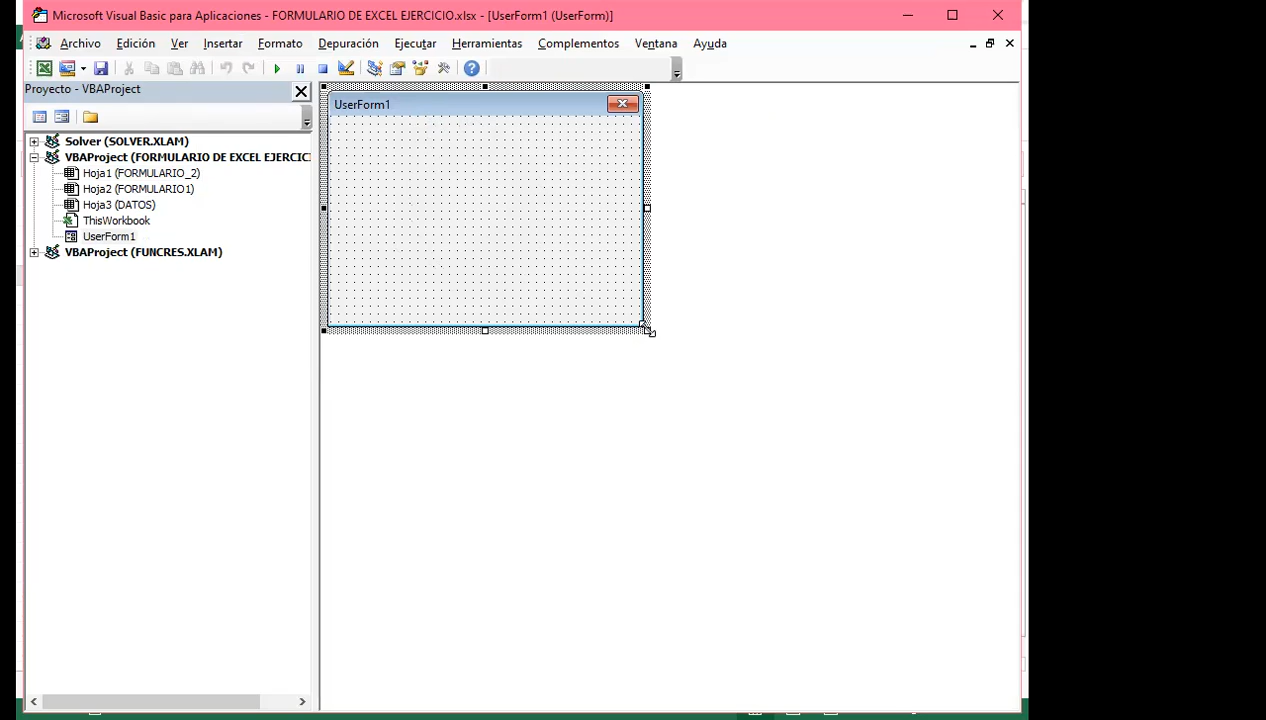 Microsoft Visual Basic para Aplicaciones - FORMULARIO DE EXCEL EJERCICIO.xlsx - [UserForm1 (UserForm)]
Archivo Edición Ver Insertar Formato Depuración Ejecutar Herramientas Complementos Ventana Ayuda
Proyecto - VBAProject
UserForm1
Solver (SOLVER.XLAM)
VBAProject (FORMULARIO DE EXCEL EJERCICI
Hoja1 (FORMULARIO_2)
Hoja2 (FORMULARIO1)
Hoja3 (DATOS)
ThisWorkbook
UserForm1
VBAProject (FUNCRES.XLAM)